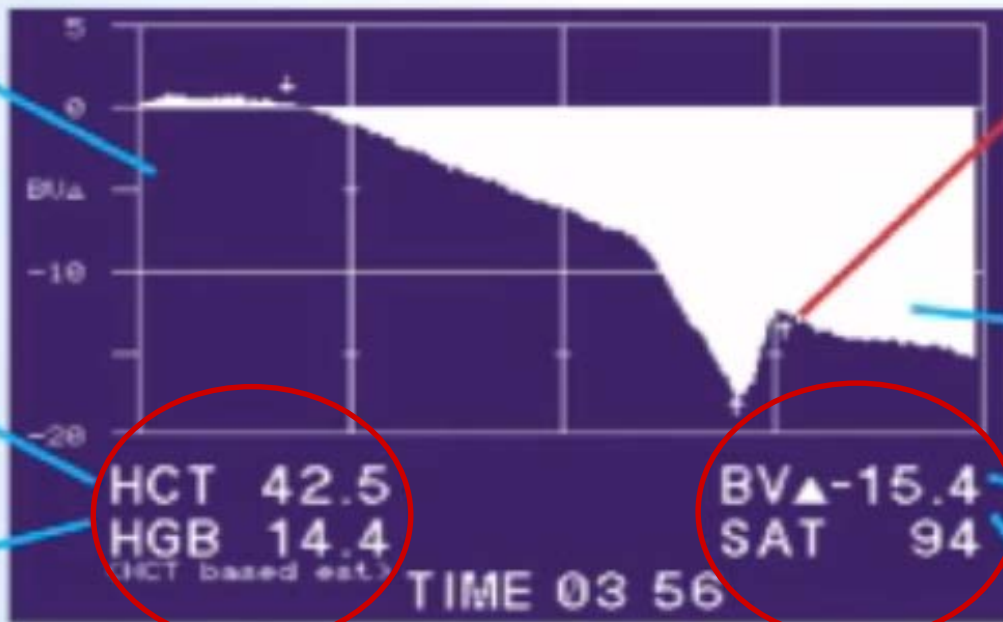 5
0
BV▵
-10
-20
HCT 42.5
HGB 14.4
(HCT based est.)
BV▲-15.4
SAT 94
TIME 03 56